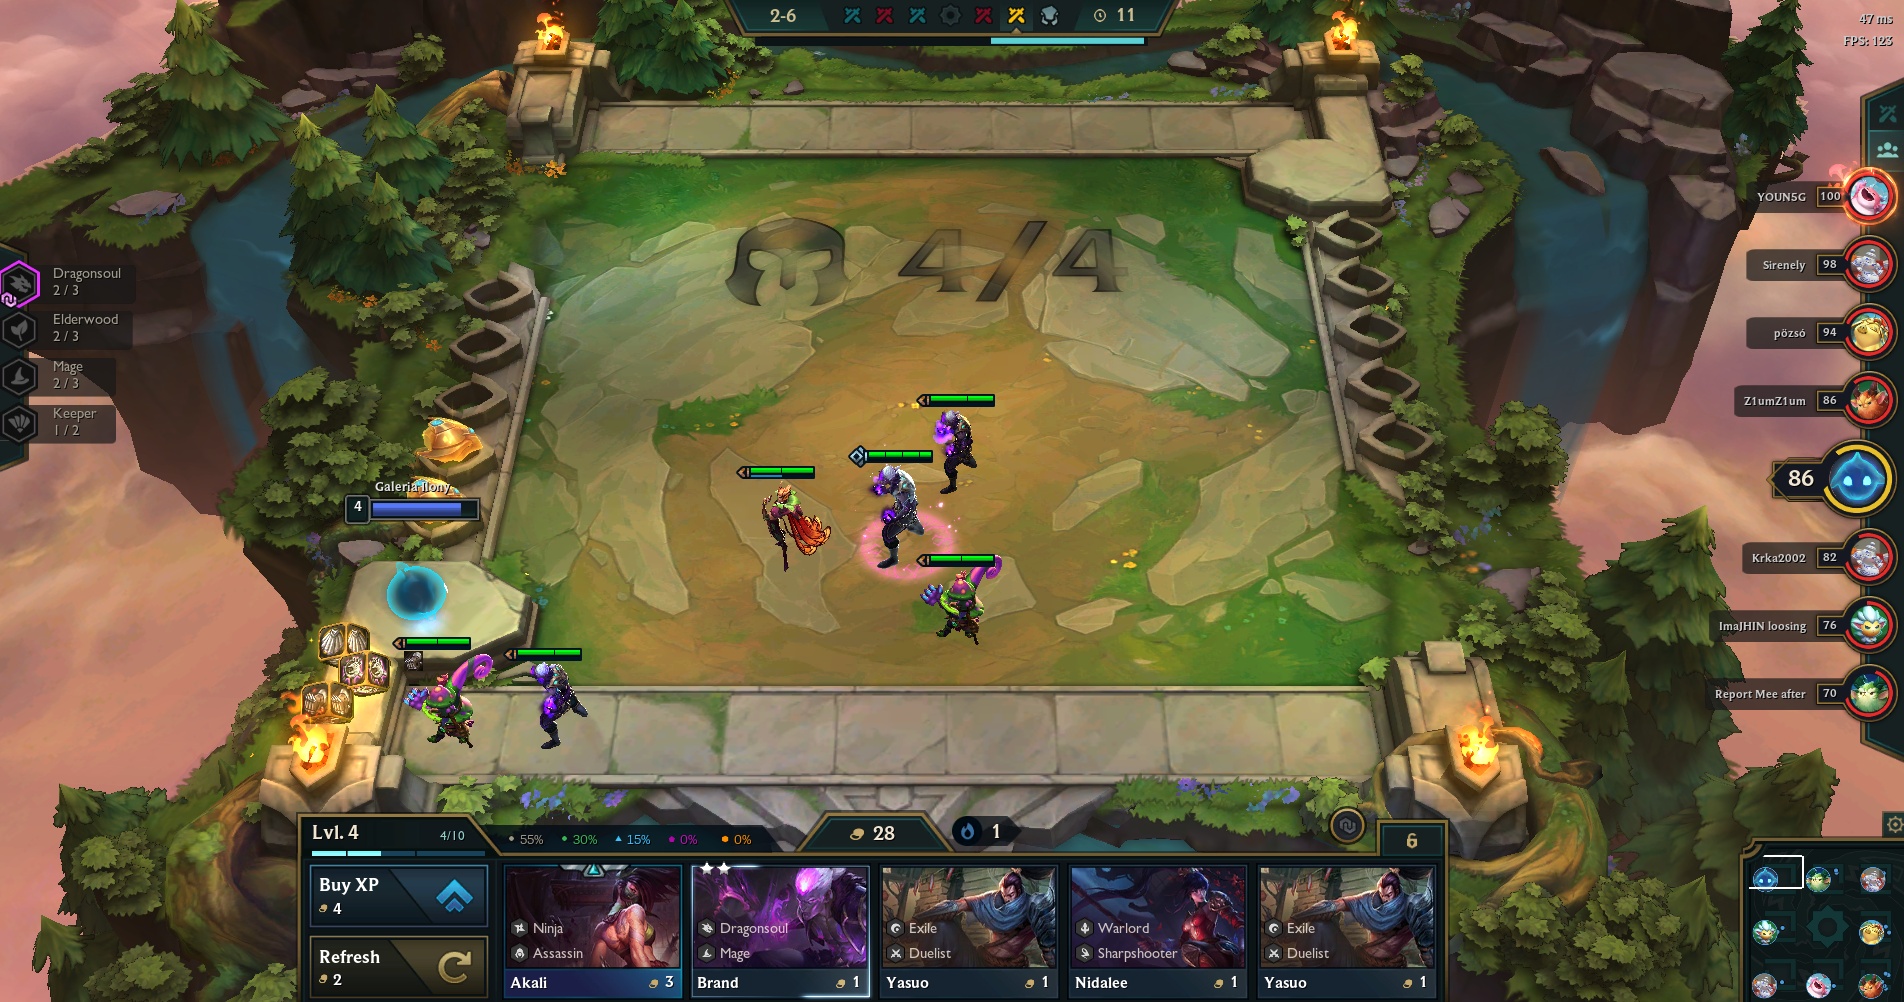 2-6
11
47 ms
FPS: 123
4/4
Dragonsoul
2 / 3
Elderwood
2 / 3
Mage
2 / 3
Keeper
1 / 2
YOUN5G 100
Sirenely 98
pözsó 94
Z1umZ1um 86
86
Krka2002 82
ImaJHIN loosing 76
Report Mee after 70
4
Lvl. 4 4/10
55% 30% 15% 0% 0%
28
1
6
Buy XP
4
Refresh
2
Ninja
Assassin
Akali 3
Dragonsoul
Mage
Brand 1
Exile
Duelist
Yasuo 1
Warlord
Sharpshooter
Nidalee 1
Exile
Duelist
Yasuo 1